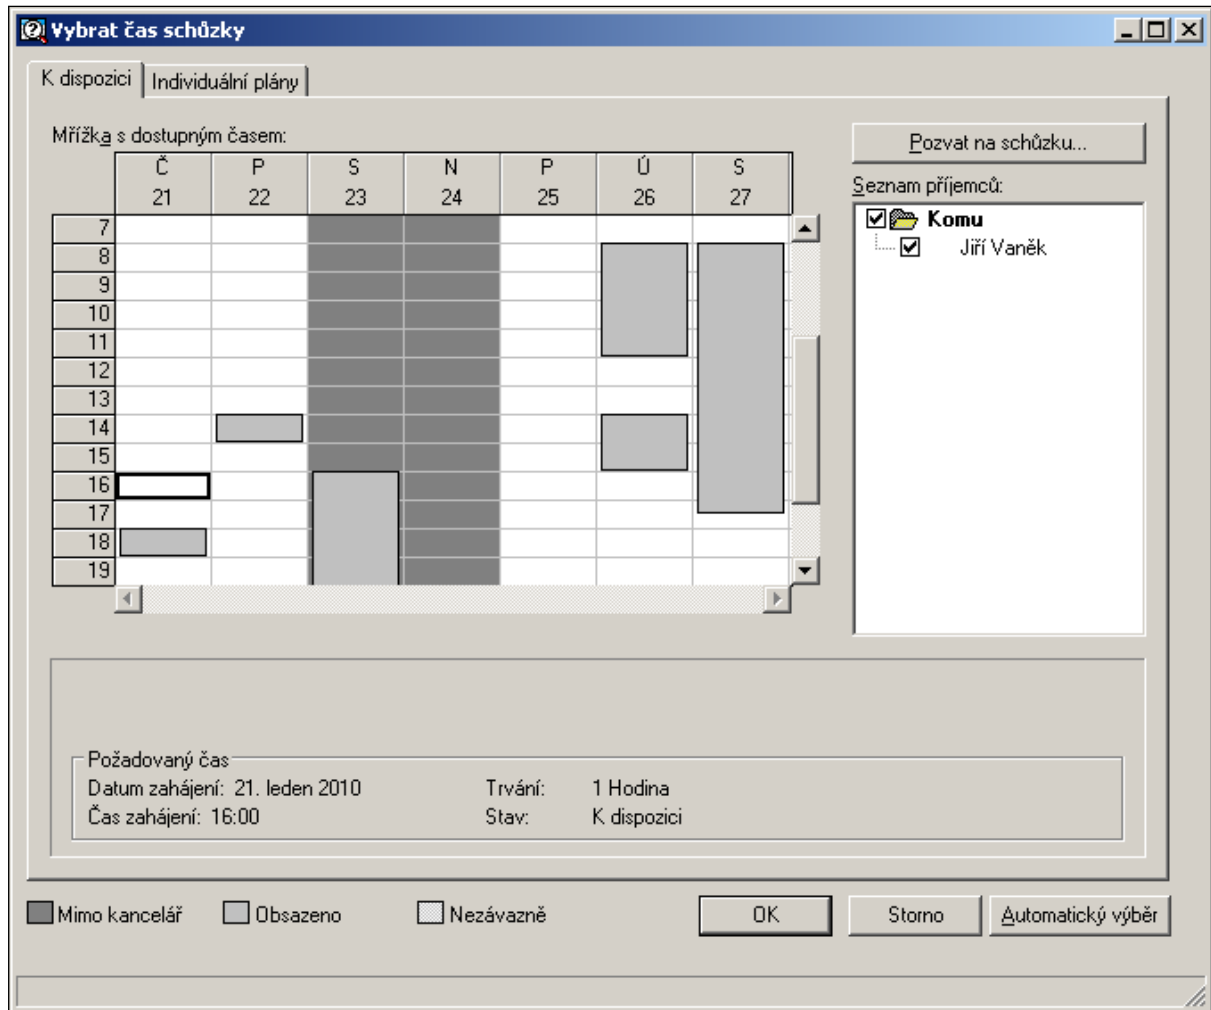 Vybrat čas schůzky
K dispozici Individuální plány
Mřížka s dostupným časem:
Pozvat na schůzku...
Č P S N P Ú S
21 22 23 24 25 26 27
Seznam příjemců:
7
8
9
10
11
12
13
14
15
16
17
18
19
Komu
Jiří Vaněk
Požadovaný čas
Datum zahájení: 21. leden 2010 Trvání: 1 Hodina
Čas zahájení: 16:00 Stav: K dispozici
Mimo kancelář Obsazeno Nezávazně OK Storno Automatický výběr